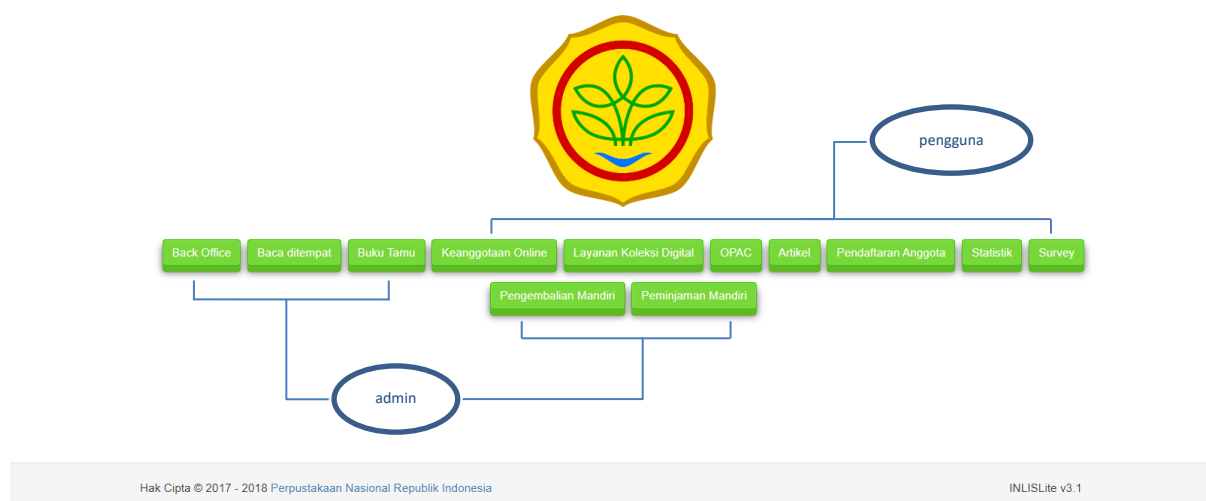 pengguna
Back Office Baca ditempat Buku Tamu Keanggotaan Online Layanan Koleksi Digital OPAC Artikel Pendaftaran Anggota Statistik Survey
Pengembalian Mandiri Peminjaman Mandiri
admin
Hak Cipta © 2017 - 2018 Perpustakaan Nasional Republik Indonesia INLISLite v3.1